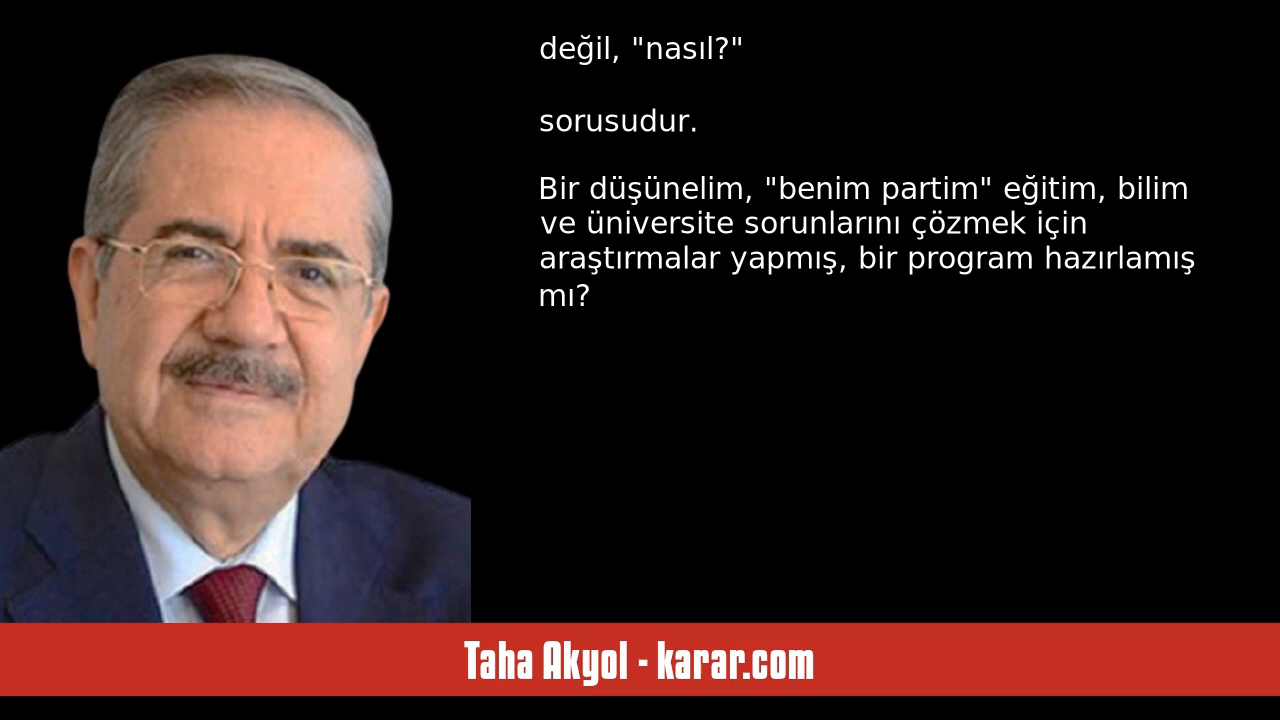 değil, "nasıl?"
sorusudur.
Bir düşünelim, "benim partim" eğitim, bilim
ve üniversite sorunlarını çözmek için
araştırmalar yapmış, bir program hazırlamış
mı?
Taha Akyol - karar.com